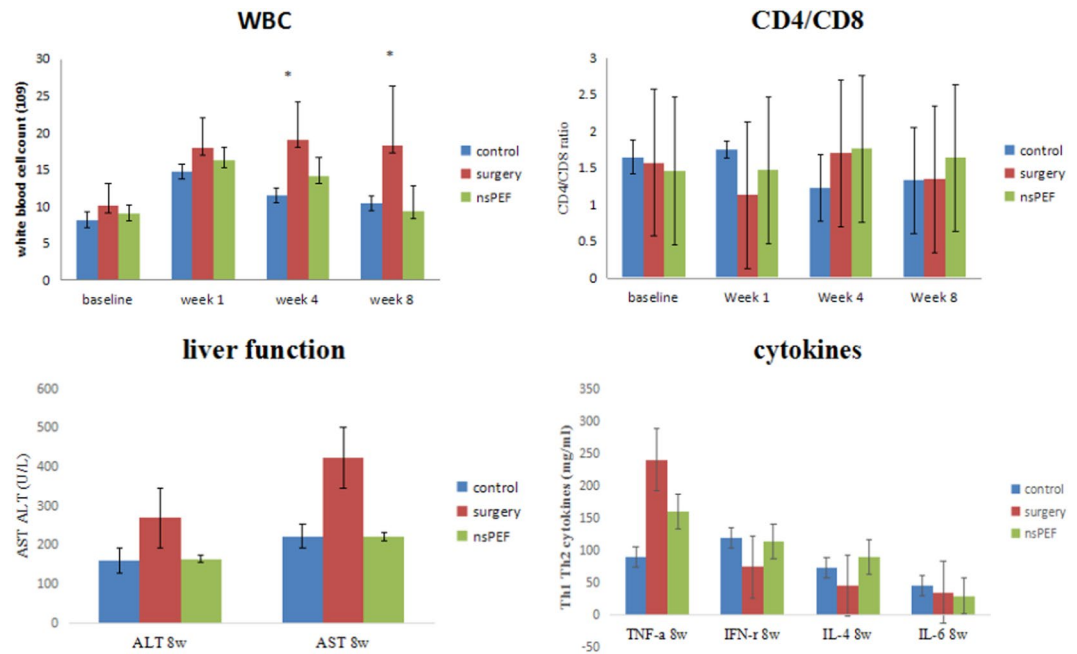 WBC
white blood cell count (109)
30
25
20
15
10
5
0
*
*
baseline
week 1
week 4
week 8
control
surgery
nsPEF
CD4/CD8
CD4/CD8 ratio
3
2.5
2
1.5
1
0.5
0
baseline
Week 1
Week 4
Week 8
control
surgery
nsPEF
liver function
AST ALT (U/L)
600
500
400
300
200
100
0
ALT 8w
AST 8w
control
surgery
nsPEF
cytokines
Th1 Th2 cytokines (mg/ml)
350
300
250
200
150
100
50
0
-50
TNF-a 8w
IFN-r 8w
IL-4 8w
IL-6 8w
control
surgery
nsPEF